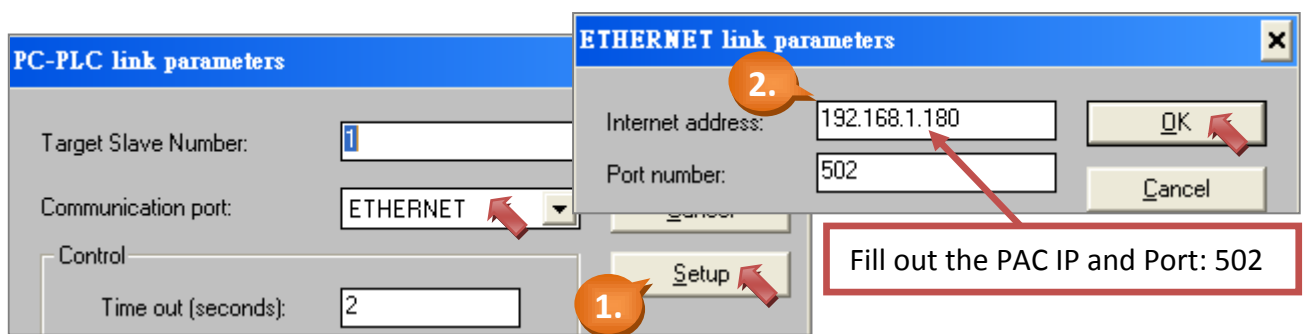 PC-PLC link parameters
Target Slave Number:
1
Communication port:
ETHERNET
Control
Time out (seconds):
2
Setup
1.
ETHERNET link parameters
2.
Internet address:
192.168.1.180
OK
Port number:
502
Cancel
Fill out the PAC IP and Port: 502